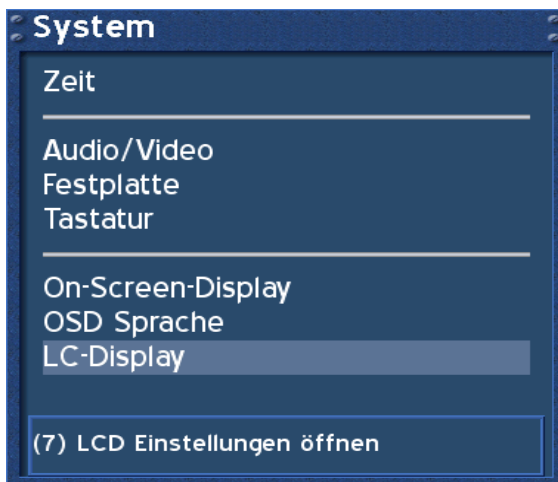 System
Zeit
Audio/Video
Festplatte
Tastatur
On-Screen-Display
OSD Sprache
LC-Display
(7) LCD Einstellungen öffnen